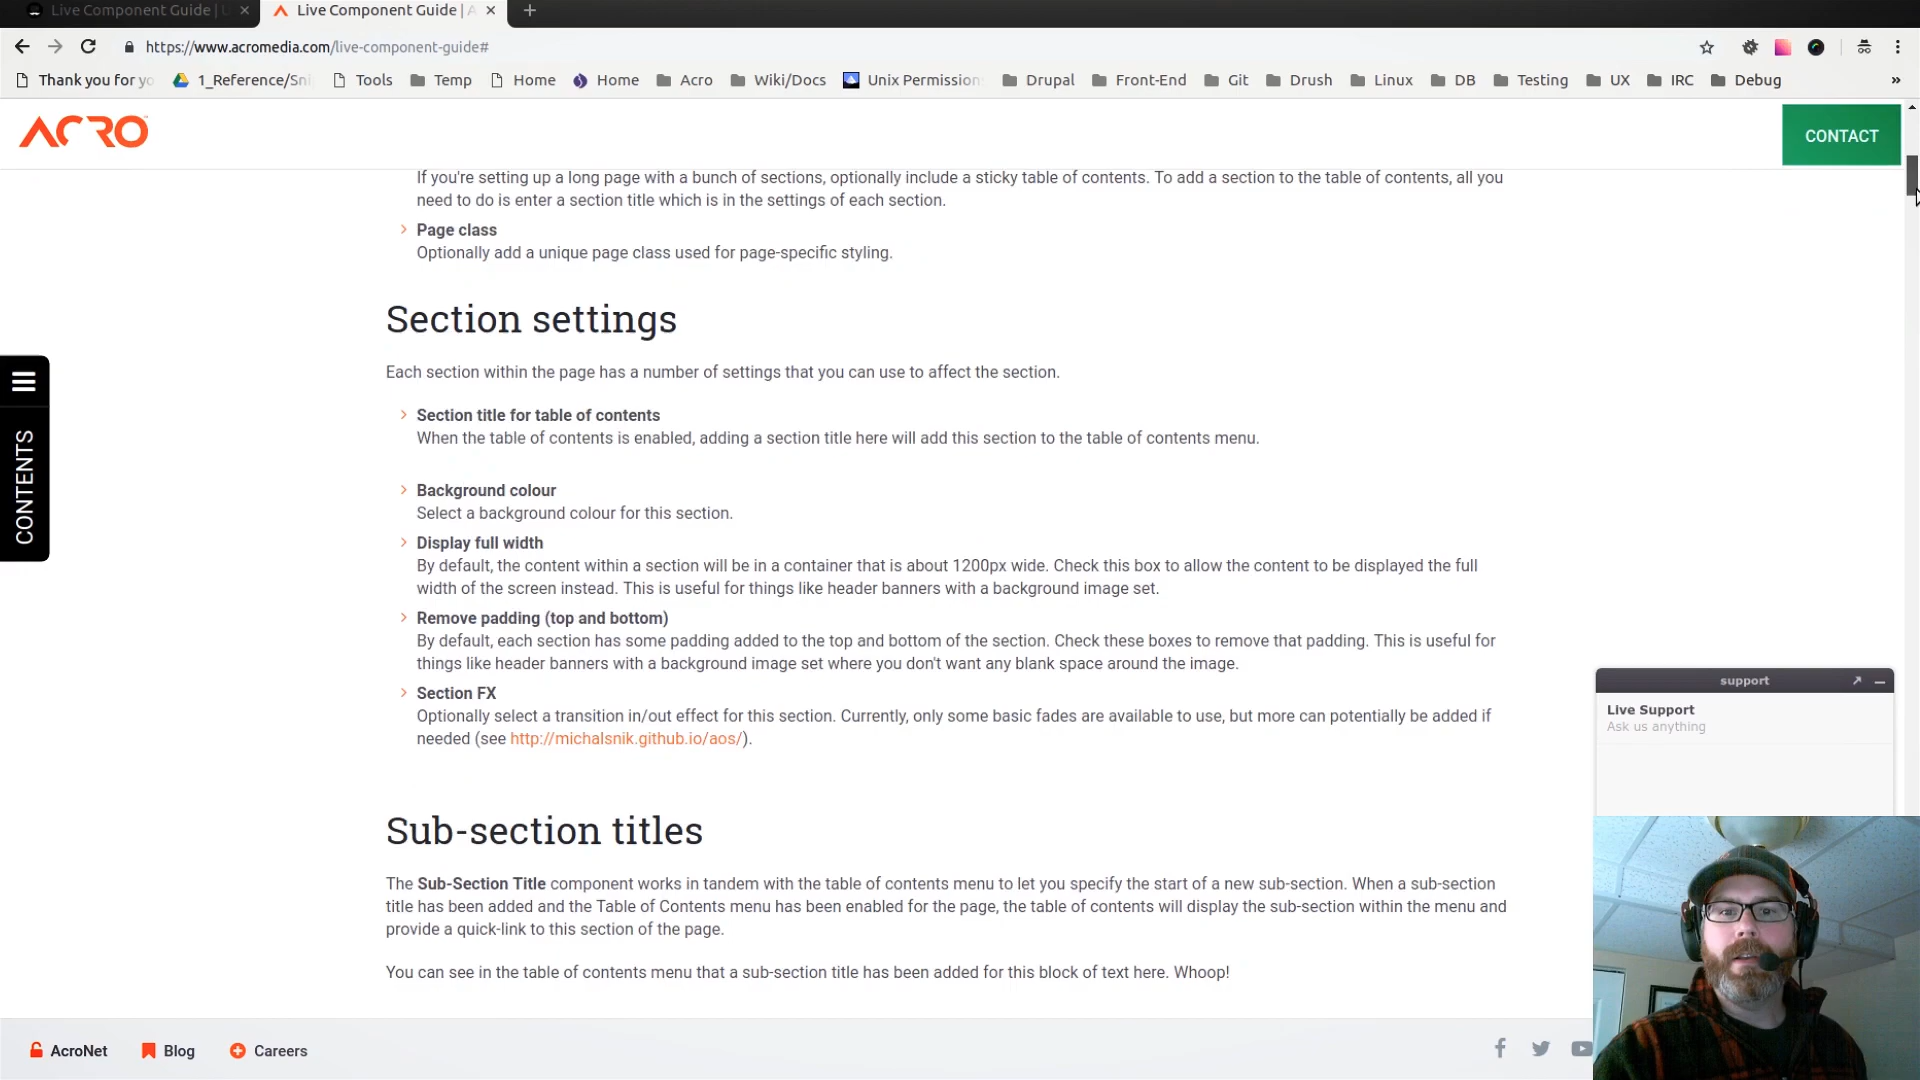 Live Component Guide |
Live Component Guide |
https://www.acromedia.com/live-component-guide#
Thank you for yo
1_Reference/Sni
Tools
Temp
Home
Home
Acro
Wiki/Docs
Unix Permission
Drupal
Front-End
Git
Drush
Linux
DB
Testing
UX
IRC
Debug
»
ACRO
CONTACT
If you're setting up a long page with a bunch of sections, optionally include a sticky table of contents. To add a section to the table of contents, all you
need to do is enter a section title which is in the settings of each section.
Page class
Optionally add a unique page class used for page-specific styling.
Section settings
Each section within the page has a number of settings that you can use to affect the section.
CONTENTS
Section title for table of contents
When the table of contents is enabled, adding a section title here will add this section to the table of contents menu.
Background colour
Select a background colour for this section.
Display full width
By default, the content within a section will be in a container that is about 1200px wide. Check this box to allow the content to be displayed the full
width of the screen instead. This is useful for things like header banners with a background image set.
Remove padding (top and bottom)
By default, each section has some padding added to the top and bottom of the section. Check these boxes to remove that padding. This is useful for
things like header banners with a background image set where you don't want any blank space around the image.
Section FX
Optionally select a transition in/out effect for this section. Currently, only some basic fades are available to use, but more can potentially be added if
needed (see http://michalsnik.github.io/aos/).
support
Live Support
Ask us anything
Sub-section titles
The Sub-Section Title component works in tandem with the table of contents menu to let you specify the start of a new sub-section. When a sub-section
title has been added and the Table of Contents menu has been enabled for the page, the table of contents will display the sub-section within the menu and
provide a quick-link to this section of the page.
You can see in the table of contents menu that a sub-section title has been added for this block of text here. Whoop!
AcroNet
Blog
Careers